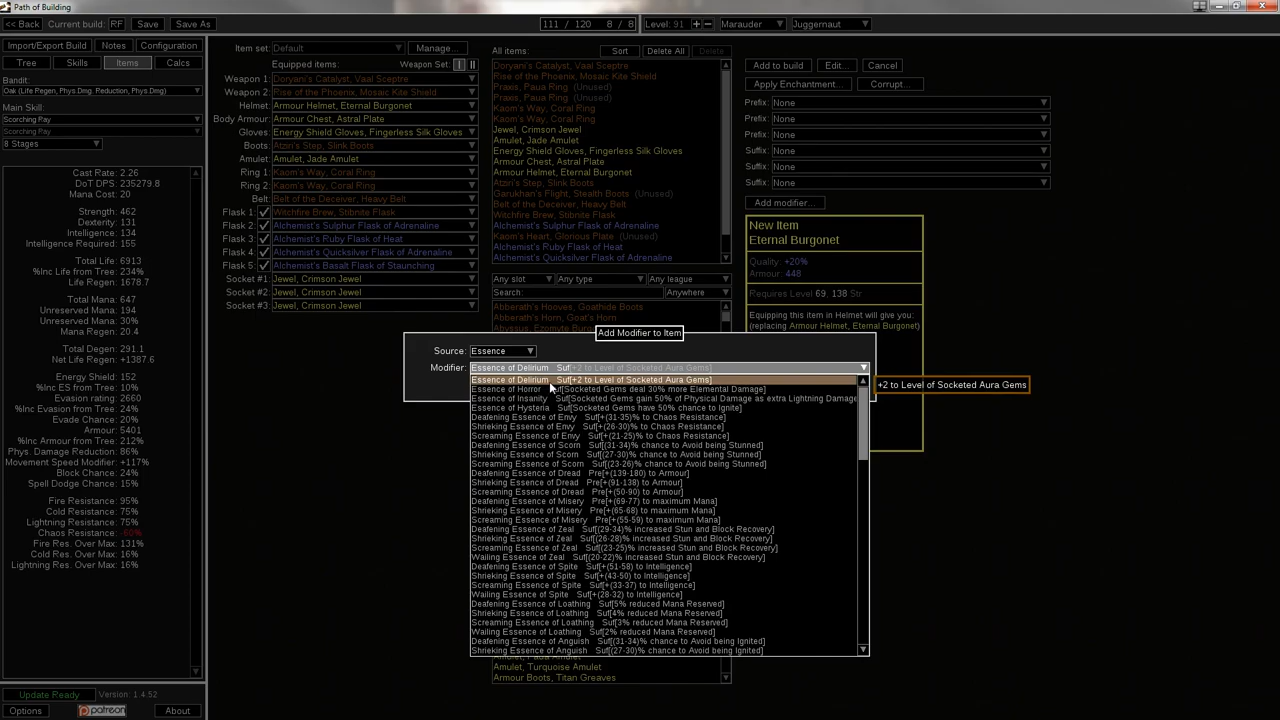 Path of Building
<< Back
Current build:
RF
Save
Save As
111 / 120   8 / 8
Level: 91
Marauder
Juggernaut
Import/Export Build
Notes
Configuration
Tree
Skills
Items
Calcs
Bandit:
Oak (Life Regen, Phys.Dmg. Reduction, Phys.Dmg)
Main Skill:
Scorching Ray
Scorching Ray
8 Stages
Cast Rate: 2.26
DoT DPS: 235279.8
Mana Cost: 20
Strength: 462
Dexterity: 131
Intelligence: 134
Intelligence Required: 155
Total Life: 6913
%Inc Life from Tree: 234%
Life Regen: 1678.7
Total Mana: 647
Unreserved Mana: 194
Unreserved Mana: 30%
Mana Regen: 20.4
Total Degen: 291.1
Net Life Regen: +1387.6
Energy Shield: 152
%Inc ES from Tree: 10%
Evasion rating: 2660
%Inc Evasion from Tree: 24%
Armour: 5401
%Inc Armour from Tree: 212%
Phys. Damage Reduction: 86%
Movement Speed Modifier: +117%
Block Chance: 24%
Spell Dodge Chance: 15%
Fire Resistance: 95%
Cold Resistance: 75%
Lightning Resistance: 75%
Chaos Resistance: -60%
Fire Res. Over Max: 131%
Cold Res. Over Max: 16%
Lightning Res. Over Max: 16%
Update Ready
Version: 1.4.52
Options
patreon
About
Item set:
Default
Manage...
Equipped items:
Weapon Set:
I
II
Weapon 1:
Doryani's Catalyst, Vaal Sceptre
Weapon 2:
Rise of the Phoenix, Mosaic Kite Shield
Helmet:
Armour Helmet, Eternal Burgonet
Body Armour:
Armour Chest, Astral Plate
Gloves:
Energy Shield Gloves, Fingerless Silk Gloves
Boots:
Atziri's Step, Slink Boots
Amulet:
Amulet, Jade Amulet
Ring 1:
Kaom's Way, Coral Ring
Ring 2:
Kaom's Way, Coral Ring
Belt:
Belt of the Deceiver, Heavy Belt
Flask 1:
Witchfire Brew, Stibnite Flask
Flask 2:
Alchemist's Sulphur Flask of Adrenaline
Flask 3:
Alchemist's Ruby Flask of Heat
Flask 4:
Alchemist's Quicksilver Flask of Adrenaline
Flask 5:
Alchemist's Basalt Flask of Staunching
Socket #1:
Jewel, Crimson Jewel
Socket #2:
Jewel, Crimson Jewel
Socket #3:
Jewel, Crimson Jewel
All items:
Sort
Delete All
Delete
Doryani's Catalyst, Vaal Sceptre
Rise of the Phoenix, Mosaic Kite Shield
Praxis, Paua Ring (Unused)
Praxis, Paua Ring (Unused)
Kaom's Way, Coral Ring
Kaom's Way, Coral Ring
Jewel, Crimson Jewel
Amulet, Jade Amulet
Energy Shield Gloves, Fingerless Silk Gloves
Armour Chest, Astral Plate
Armour Helmet, Eternal Burgonet
Atziri's Step, Slink Boots
Garukhan's Flight, Stealth Boots (Unused)
Belt of the Deceiver, Heavy Belt
Witchfire Brew, Stibnite Flask
Alchemist's Sulphur Flask of Adrenaline
Kaom's Heart, Glorious Plate (Unused)
Alchemist's Ruby Flask of Heat
Alchemist's Quicksilver Flask of Adrenaline
Any slot
Any type
Any league
Search:
Anywhere
Abberath's Hooves, Goathide Boots
Abberath's Horn, Goat's Horn
Abyssus, Ezomyte Bur
Amulet, Turquoise Amulet
Armour Boots, Titan Greaves
Add to build
Edit...
Cancel
Apply Enchantment...
Corrupt...
Prefix: None
Prefix: None
Prefix: None
Suffix: None
Suffix: None
Suffix: None
Add modifier...
New Item
Eternal Burgonet
Quality: +20%
Armour: 448
Requires Level 69, 138 Str
Equipping this item in Helmet will give you:
(replacing Armour Helmet, Eternal Burgonet)
Add Modifier to Item
Source: Essence
Modifier: Essence of Delirium   Suf[+2 to Level of Socketed Aura Gems]
Essence of Delirium   Suf[+2 to Level of Socketed Aura Gems]
Essence of Horror   Suf[Socketed Gems deal 30% more Elemental Damage]
Essence of Insanity   Suf[Socketed Gems gain 50% of Physical Damage as extra Lightning Damage
Essence of Hysteria   Suf[Socketed Gems have 50% chance to Ignite]
Deafening Essence of Envy   Suf[+(31-35)% to Chaos Resistance]
Shrieking Essence of Envy   Suf[+(26-30)% to Chaos Resistance]
Screaming Essence of Envy   Suf[+(21-25)% to Chaos Resistance]
Deafening Essence of Scorn   Suf[(31-34)% chance to Avoid being Stunned]
Shrieking Essence of Scorn   Suf[(27-30)% chance to Avoid being Stunned]
Screaming Essence of Scorn   Suf[(23-26)% chance to Avoid being Stunned]
Deafening Essence of Dread   Pre[+(139-180) to Armour]
Shrieking Essence of Dread   Pre[+(91-138) to Armour]
Screaming Essence of Dread   Pre[+(50-90) to Armour]
Deafening Essence of Misery   Pre[+(69-77) to maximum Mana]
Shrieking Essence of Misery   Pre[+(65-68) to maximum Mana]
Screaming Essence of Misery   Pre[+(55-59) to maximum Mana]
Deafening Essence of Zeal   Suf[(29-34)% increased Stun and Block Recovery]
Shrieking Essence of Zeal   Suf[(26-28)% increased Stun and Block Recovery]
Screaming Essence of Zeal   Suf[(23-25)% increased Stun and Block Recovery]
Wailing Essence of Zeal   Suf[(20-22)% increased Stun and Block Recovery]
Deafening Essence of Spite   Suf[+(51-58) to Intelligence]
Shrieking Essence of Spite   Suf[+(43-50) to Intelligence]
Screaming Essence of Spite   Suf[+(33-37) to Intelligence]
Wailing Essence of Spite   Suf[+(28-32) to Intelligence]
Deafening Essence of Loathing   Suf[5% reduced Mana Reserved]
Shrieking Essence of Loathing   Suf[4% reduced Mana Reserved]
Screaming Essence of Loathing   Suf[3% reduced Mana Reserved]
Wailing Essence of Loathing   Suf[2% reduced Mana Reserved]
Deafening Essence of Anguish   Suf[(31-34)% chance to Avoid being Ignited]
Shrieking Essence of Anguish   Suf[(27-30)% chance to Avoid being Ignited]
+2 to Level of Socketed Aura Gems